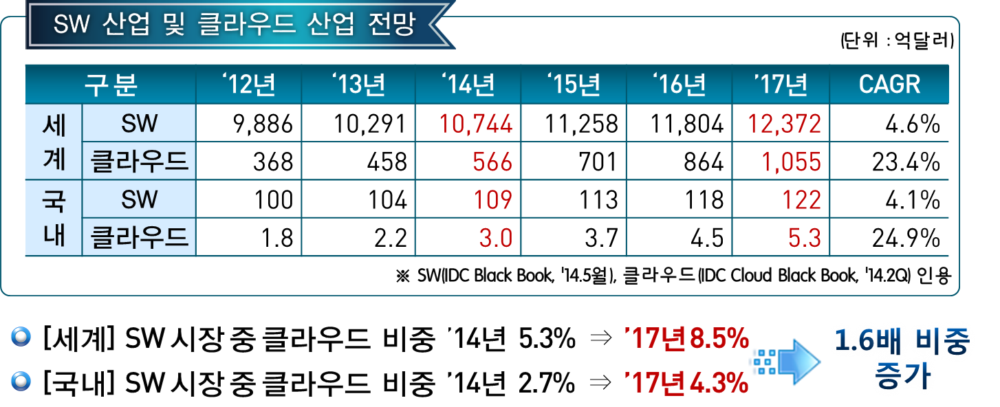 SW 산업 및 클라우드 산업 전망
(단위 : 억달러)
구 분 ‘12년 ‘13년 ‘14년 ‘15년 ‘16년 ’17년 CAGR
세계 SW 9,886 10,291 10,744 11,258 11,804 12,372 4.6%
클라우드 368 458 566 701 864 1,055 23.4%
국내 SW 100 104 109 113 118 122 4.1%
클라우드 1.8 2.2 3.0 3.7 4.5 5.3 24.9%
※ SW(IDC Black Book, '14.5월), 클라우드(IDC Cloud Black Book, '14.2Q) 인용
[세계] SW 시장 중 클라우드 비중 ’14년 5.3% ⇒ ’17년 8.5%
[국내] SW 시장 중 클라우드 비중 ’14년 2.7% ⇒ ’17년 4.3%
1.6배 비중
증가